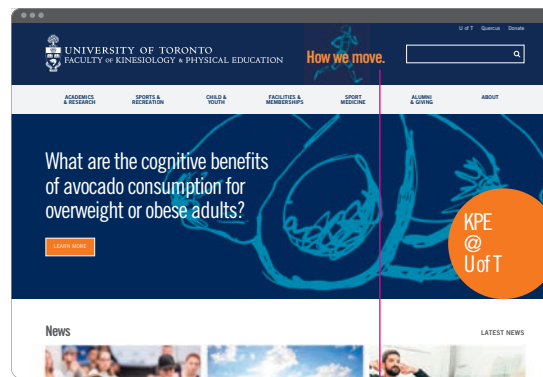 U of T Quercus Donate
UNIVERSITY OF TORONTO
FACULTY OF KINESIOLOGY & PHYSICAL EDUCATION
How we move.
ACADEMICS & RESEARCH
SPORTS & RECREATION
CHILD & YOUTH
FACILITIES & MEMBERSHIPS
SPORT MEDICINE
ALUMNI & GIVING
ABOUT
What are the cognitive benefits
of avocado consumption for
overweight or obese adults?
LEARN MORE
KPE
@
U of T
News
LATEST NEWS